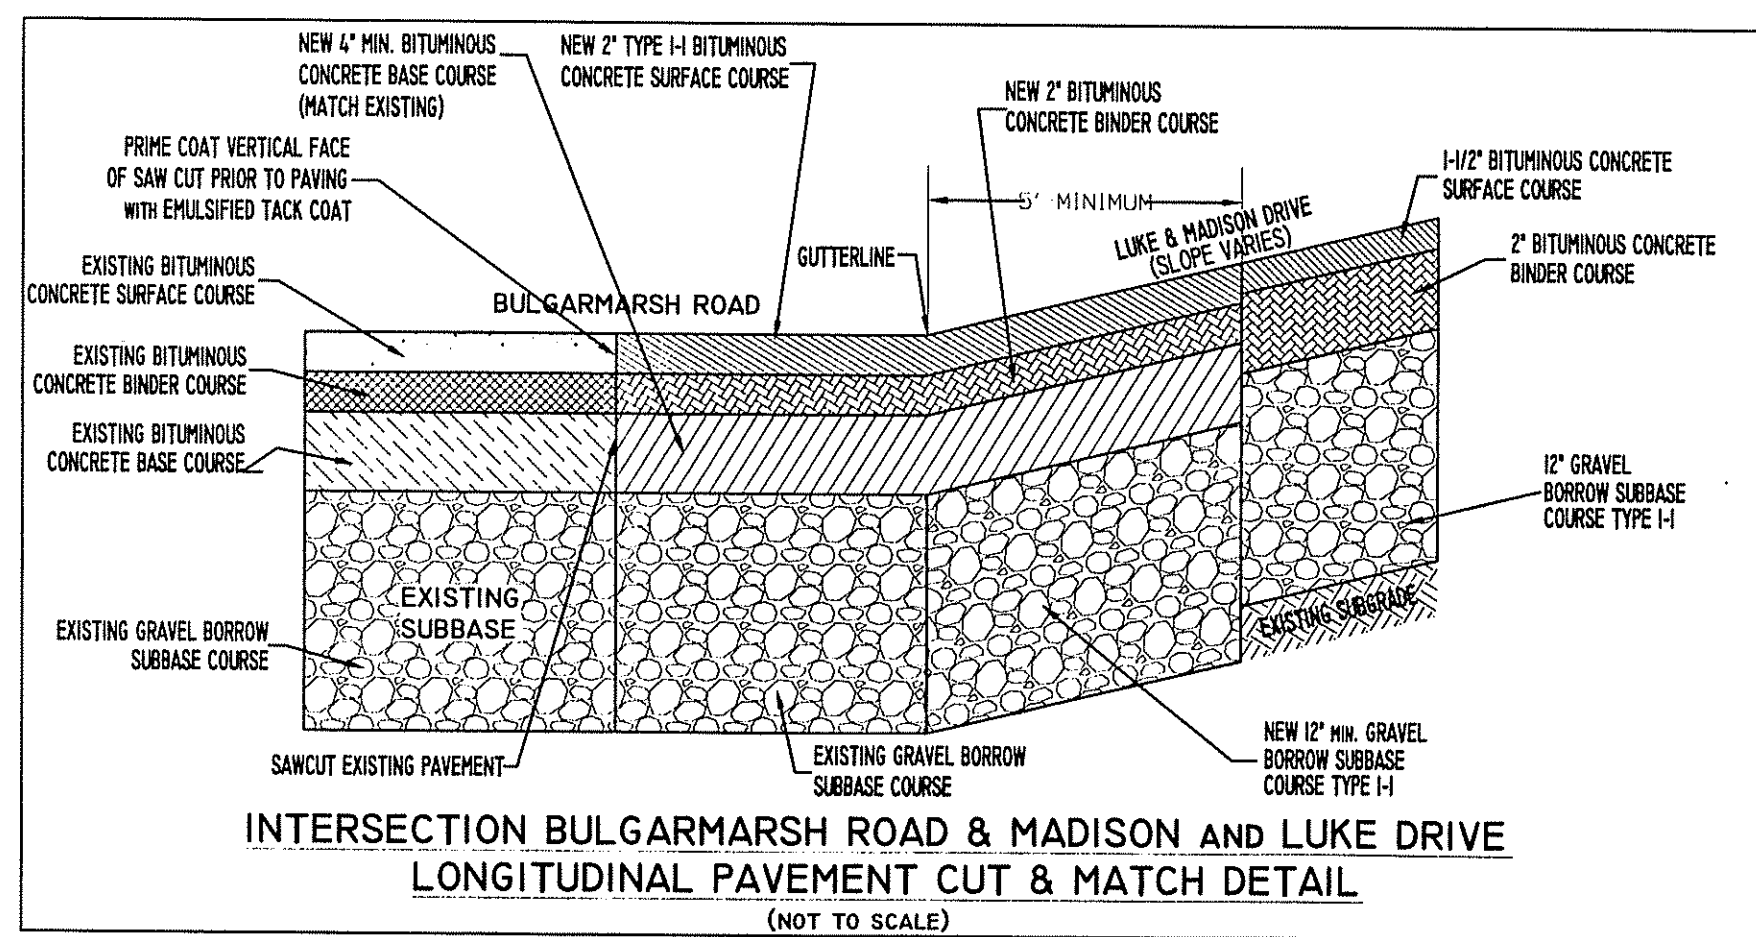 NEW 4" MIN. BITUMINOUS
CONCRETE BASE COURSE
(MATCH EXISTING)
NEW 2" TYPE I-1 BITUMINOUS
CONCRETE SURFACE COURSE
NEW 2" BITUMINOUS
CONCRETE BINDER COURSE
PRIME COAT VERTICAL FACE
OF SAW CUT PRIOR TO PAVING
WITH EMULSIFIED TACK COAT
1-1/2" BITUMINOUS CONCRETE
SURFACE COURSE
5' MINIMUM
LUKE & MADISON DRIVE
(SLOPE VARIES)
2" BITUMINOUS CONCRETE
BINDER COURSE
GUTTERLINE
EXISTING BITUMINOUS
CONCRETE SURFACE COURSE
BULGARMARSH ROAD
EXISTING BITUMINOUS
CONCRETE BINDER COURSE
EXISTING BITUMINOUS
CONCRETE BASE COURSE
12" GRAVEL
BORROW SUBBASE
COURSE TYPE I-1
EXISTING
SUBBASE
EXISTING SUBGRADE
EXISTING GRAVEL BORROW
SUBBASE COURSE
SAWCUT EXISTING PAVEMENT
EXISTING GRAVEL BORROW
SUBBASE COURSE
NEW 12" MIN. GRAVEL
BORROW SUBBASE
COURSE TYPE I-1
INTERSECTION BULGARMARSH ROAD & MADISON AND LUKE DRIVE
LONGITUDINAL PAVEMENT CUT & MATCH DETAIL
(NOT TO SCALE)